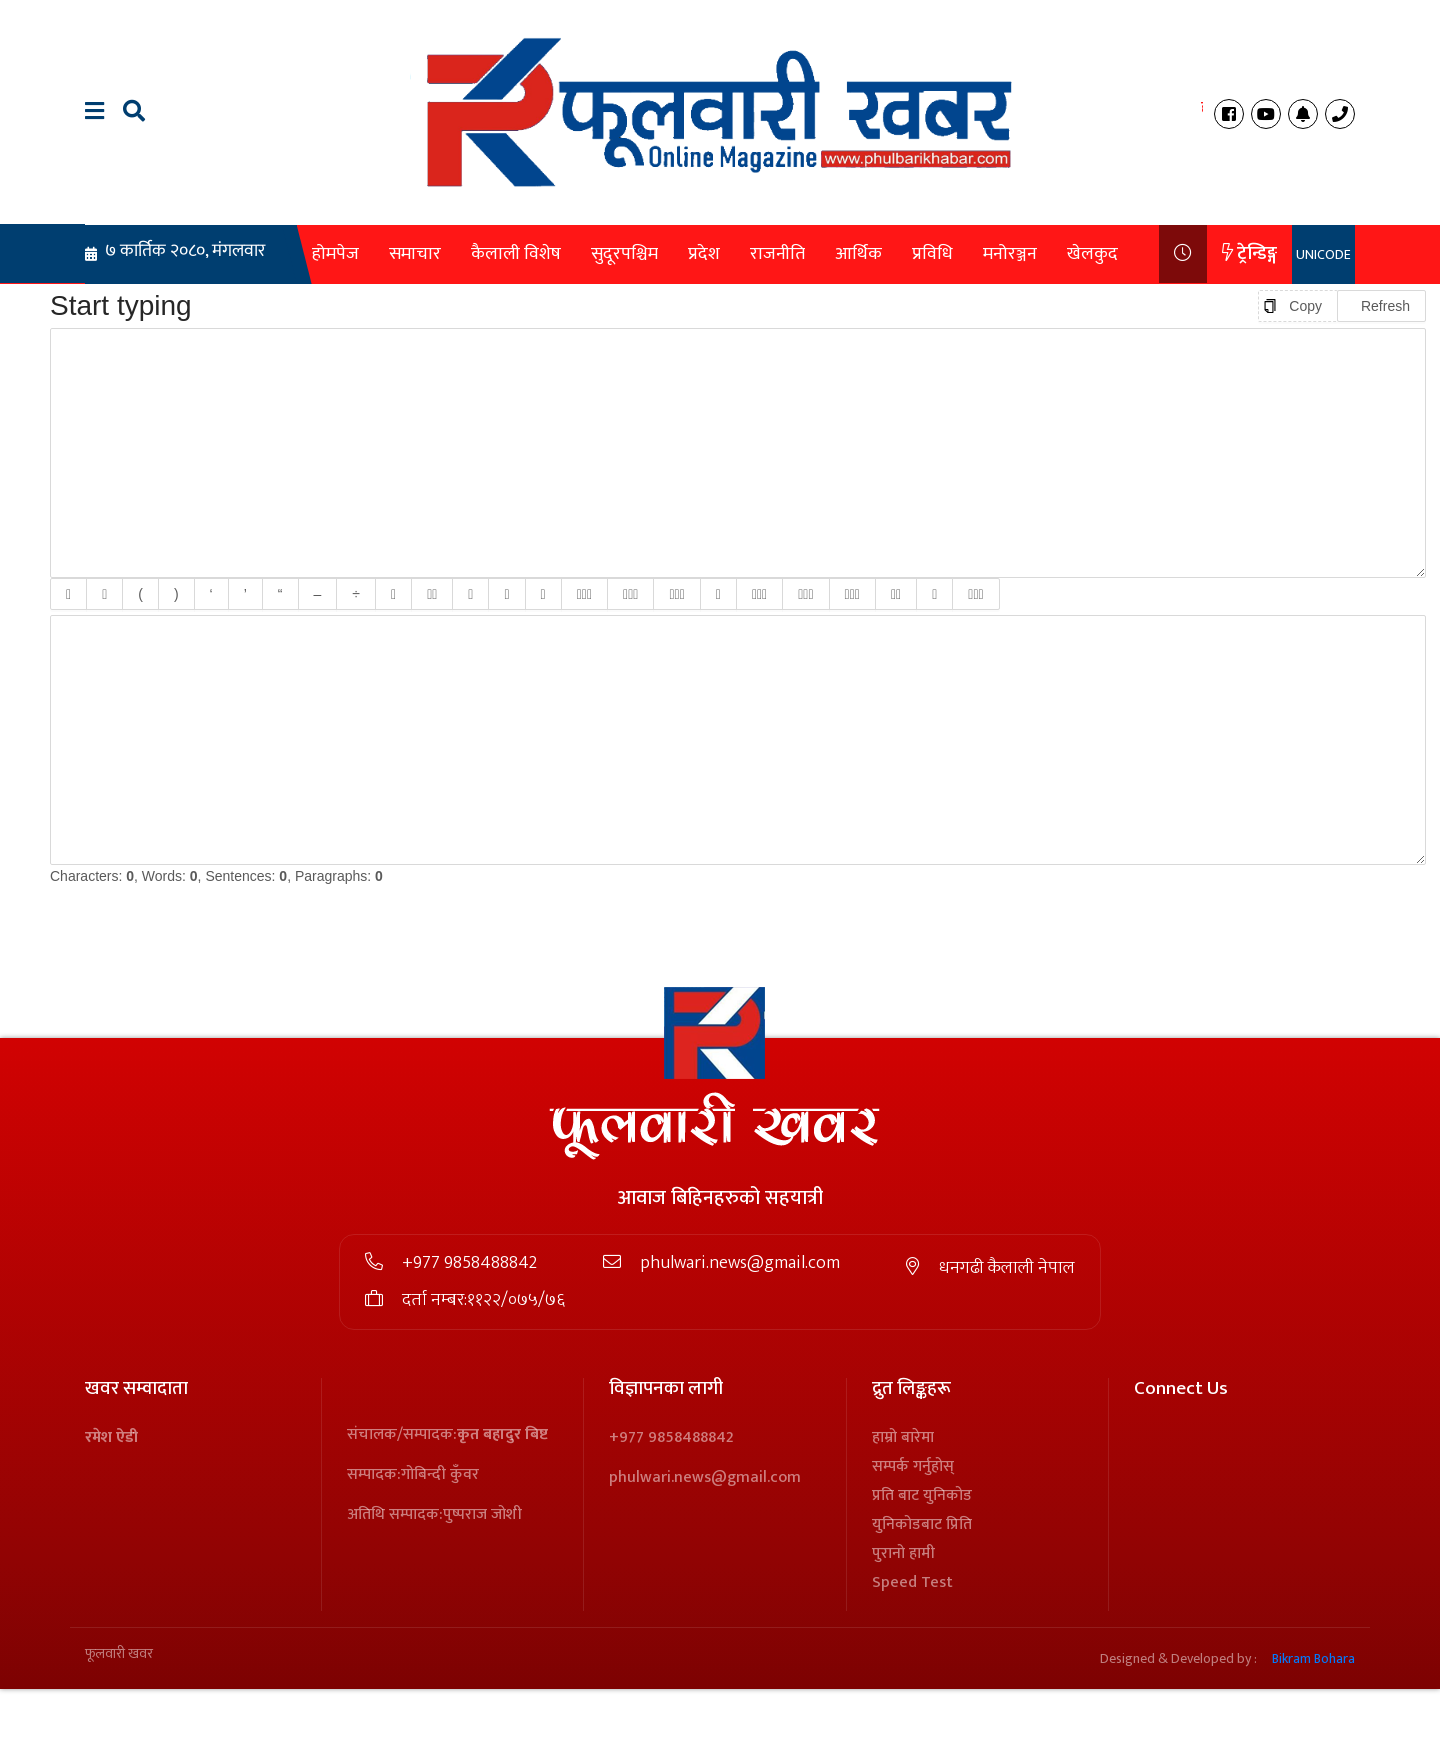 फूलवारी खबर
Online Magazine www.phulbarikhabar.com
७ कार्तिक २०८०, मंगलवार होमपेज समाचार कैलाली विशेष सुदूरपश्चिम प्रदेश राजनीति आर्थिक प्रविधि मनोरञ्जन खेलकुद ट्रेन्डिङ्ग UNICODE
Start typing Copy Refresh
( ) ‘ ’ “ – ÷
Characters: 0, Words: 0, Sentences: 0, Paragraphs: 0
फूलवारी खवर
आवाज बिहिनहरुको सहयात्री
+977 9858488842 phulwari.news@gmail.com धनगढी कैलाली नेपाल
दर्ता नम्बर:११२२/०७५/७६
खवर सम्वादाता
रमेश ऐडी
संचालक/सम्पादक:कृत बहादुर बिष्ट
सम्पादक:गोबिन्दी कुँवर
अतिथि सम्पादक:पुष्पराज जोशी
विज्ञापनका लागी
+977 9858488842
phulwari.news@gmail.com
द्रुत लिङ्कहरू
हाम्रो बारेमा
सम्पर्क गर्नुहोस्
प्रति बाट युनिकोड
युनिकोडबाट प्रिति
पुरानो हामी
Speed Test
Connect Us
फूलवारी खवर
Designed & Developed by : Bikram Bohara